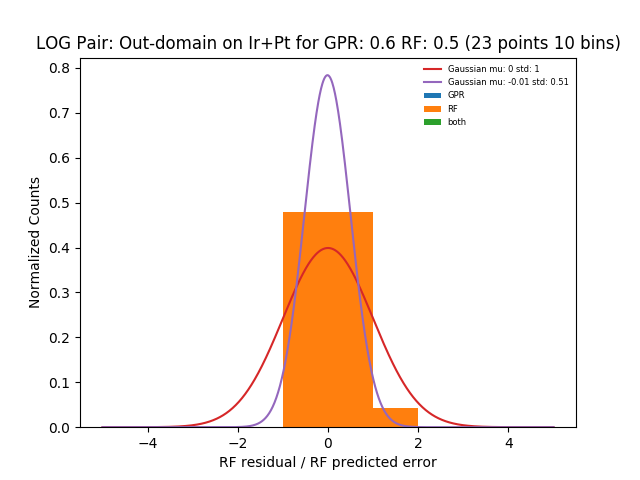 LOG Pair: Out-domain on Ir+Pt for GPR: 0.6 RF: 0.5 (23 points 10 bins)
Gaussian mu: 0 std: 1
Gaussian mu: -0.01 std: 0.51
GPR
RF
both
Normalized Counts
0.8
0.7
0.6
0.5
0.4
0.3
0.2
0.1
0.0
−4 −2 0 2 4
RF residual / RF predicted error